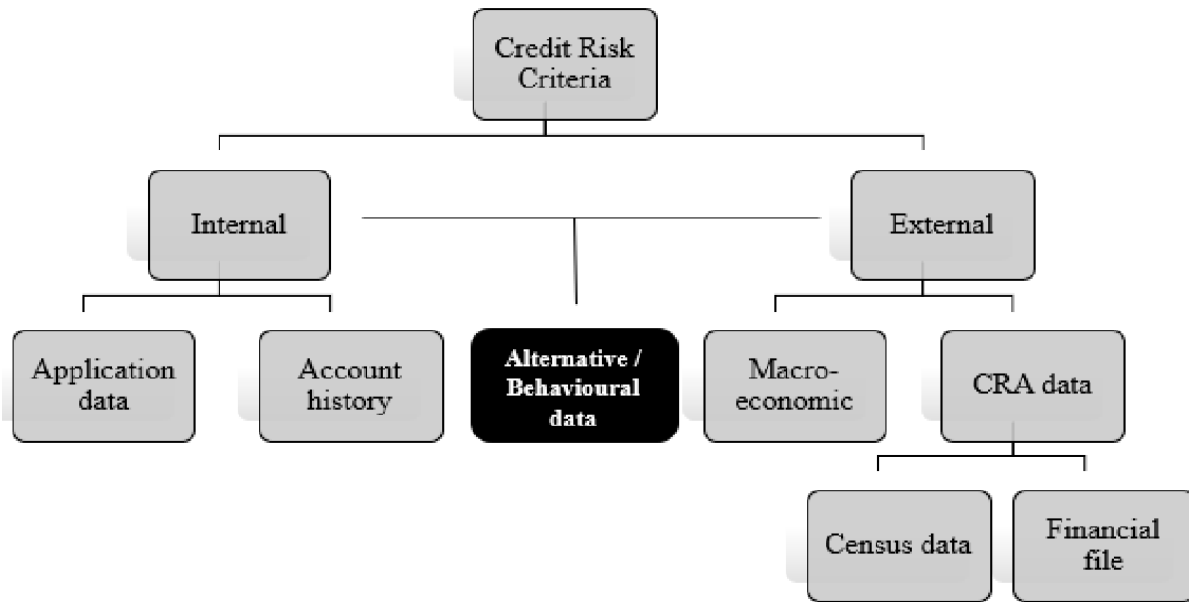 Credit Risk
Criteria
Internal
External
Application
data
Account
history
Alternative /
Behavioural
data
Macro-
economic
CRA data
Census data
Financial
file